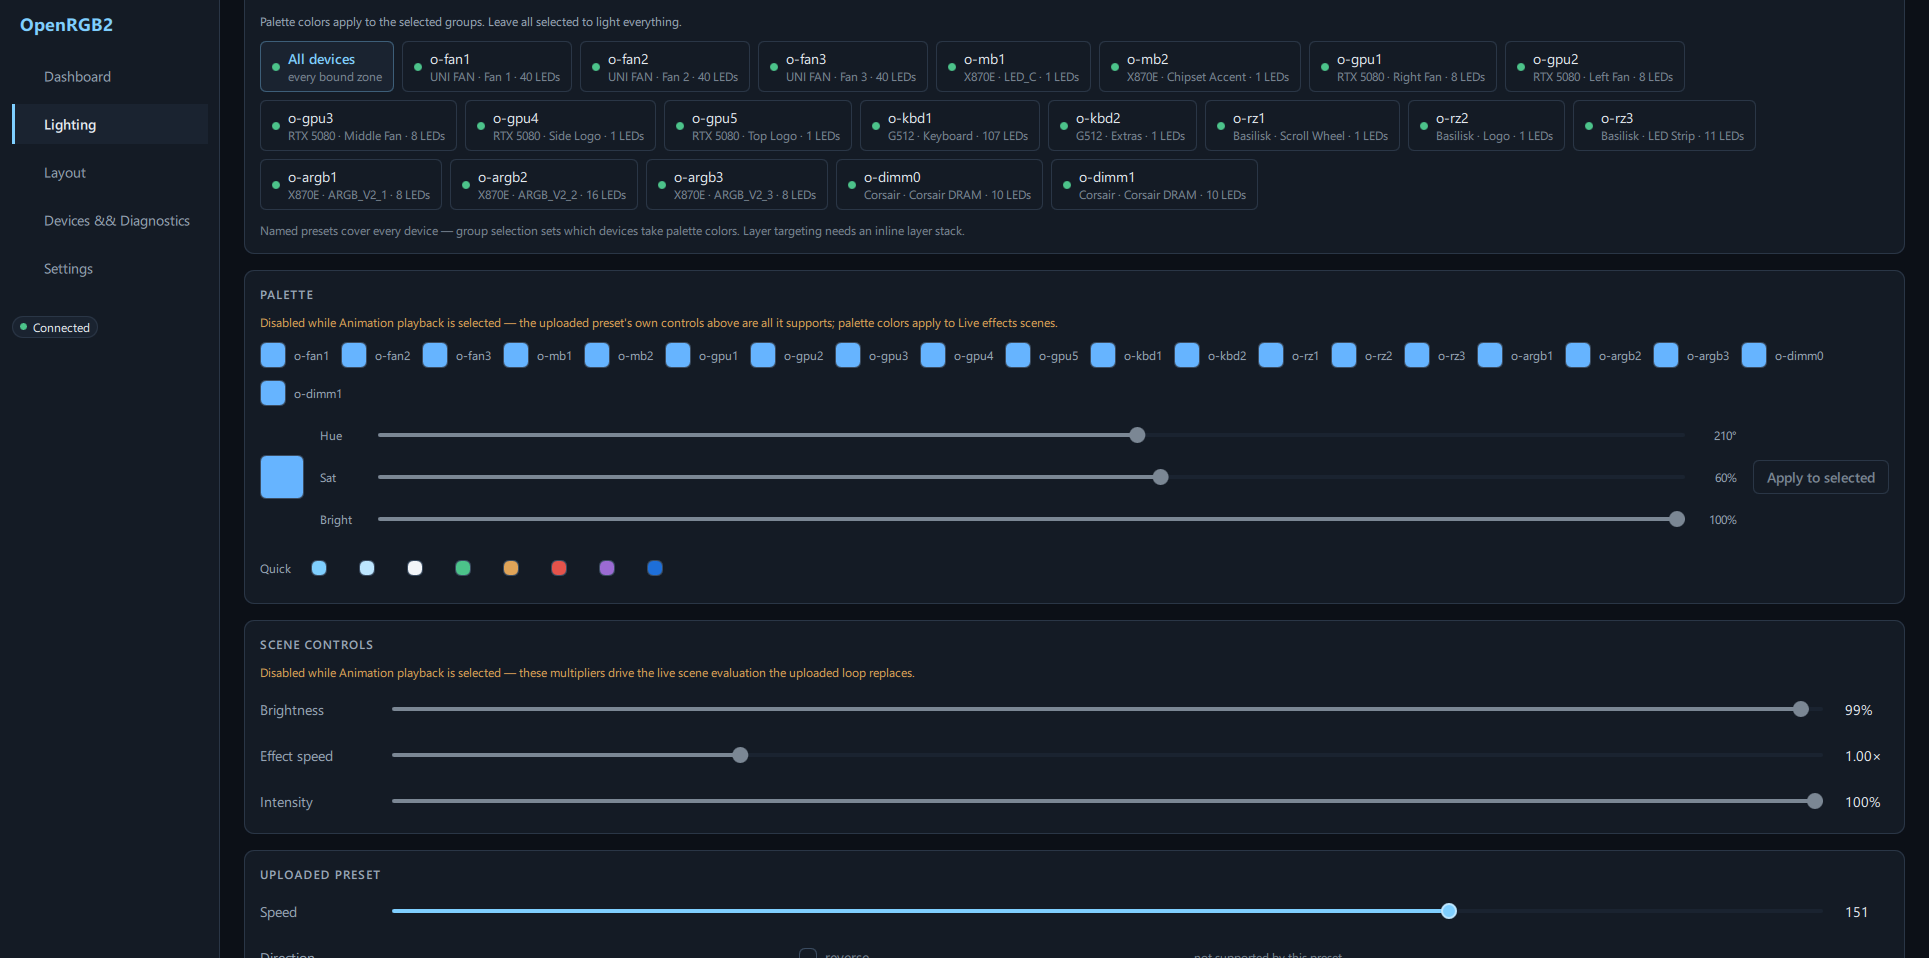 OpenRGB2
Dashboard
Lighting
Layout
Devices && Diagnostics
Settings
Connected
Palette colors apply to the selected groups. Leave all selected to light everything.
All devices
every bound zone
o-fan1
UNI FAN · Fan 1 · 40 LEDs
o-fan2
UNI FAN · Fan 2 · 40 LEDs
o-fan3
UNI FAN · Fan 3 · 40 LEDs
o-mb1
X870E · LED_C · 1 LEDs
o-mb2
X870E · Chipset Accent · 1 LEDs
o-gpu1
RTX 5080 · Right Fan · 8 LEDs
o-gpu2
RTX 5080 · Left Fan · 8 LEDs
o-gpu3
RTX 5080 · Middle Fan · 8 LEDs
o-gpu4
RTX 5080 · Side Logo · 1 LEDs
o-gpu5
RTX 5080 · Top Logo · 1 LEDs
o-kbd1
G512 · Keyboard · 107 LEDs
o-kbd2
G512 · Extras · 1 LEDs
o-rz1
Basilisk · Scroll Wheel · 1 LEDs
o-rz2
Basilisk · Logo · 1 LEDs
o-rz3
Basilisk · LED Strip · 11 LEDs
o-argb1
X870E · ARGB_V2_1 · 8 LEDs
o-argb2
X870E · ARGB_V2_2 · 16 LEDs
o-argb3
X870E · ARGB_V2_3 · 8 LEDs
o-dimm0
Corsair · Corsair DRAM · 10 LEDs
o-dimm1
Corsair · Corsair DRAM · 10 LEDs
Named presets cover every device — group selection sets which devices take palette colors. Layer targeting needs an inline layer stack.
PALETTE
Disabled while Animation playback is selected — the uploaded preset's own controls above are all it supports; palette colors apply to Live effects scenes.
o-fan1 o-fan2 o-fan3 o-mb1 o-mb2 o-gpu1 o-gpu2 o-gpu3 o-gpu4 o-gpu5 o-kbd1 o-kbd2 o-rz1 o-rz2 o-rz3 o-argb1 o-argb2 o-argb3 o-dimm0
o-dimm1
Hue 210°
Sat 60% Apply to selected
Bright 100%
Quick
SCENE CONTROLS
Disabled while Animation playback is selected — these multipliers drive the live scene evaluation the uploaded loop replaces.
Brightness 99%
Effect speed 1.00×
Intensity 100%
UPLOADED PRESET
Speed 151
Direction reverse not supported by this preset